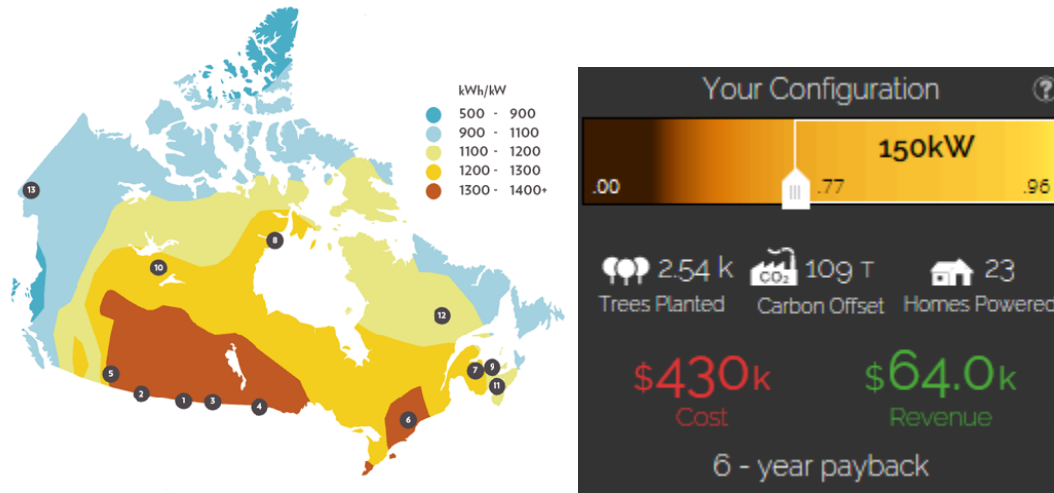 kWh/kW
500 - 900
900 - 1100
1100 - 1200
1200 - 1300
1300 - 1400+
13
8
10
12
5
2
1
3
4
6
7
9
11
Your Configuration ?
150kW
.00 .77 .96
2.54 k CO₂ 109 T 23
Trees Planted Carbon Offset Homes Powered
$430k $64.0k
Cost Revenue
6 - year payback